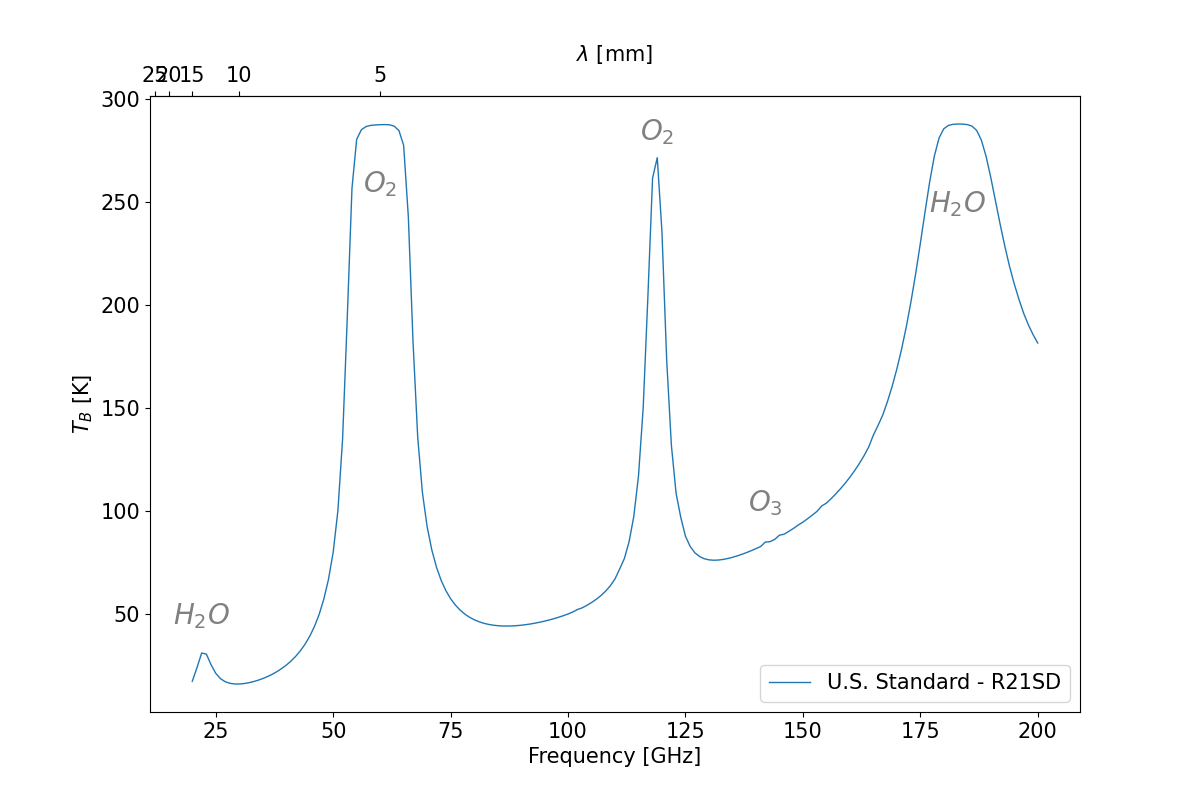 λ [mm]
25 20 15 10 5
300
250
200
150
100
50
T_B [K]
O₂
O₂
H₂O
O₃
H₂O
U.S. Standard - R21SD
25 50 75 100 125 150 175 200
Frequency [GHz]